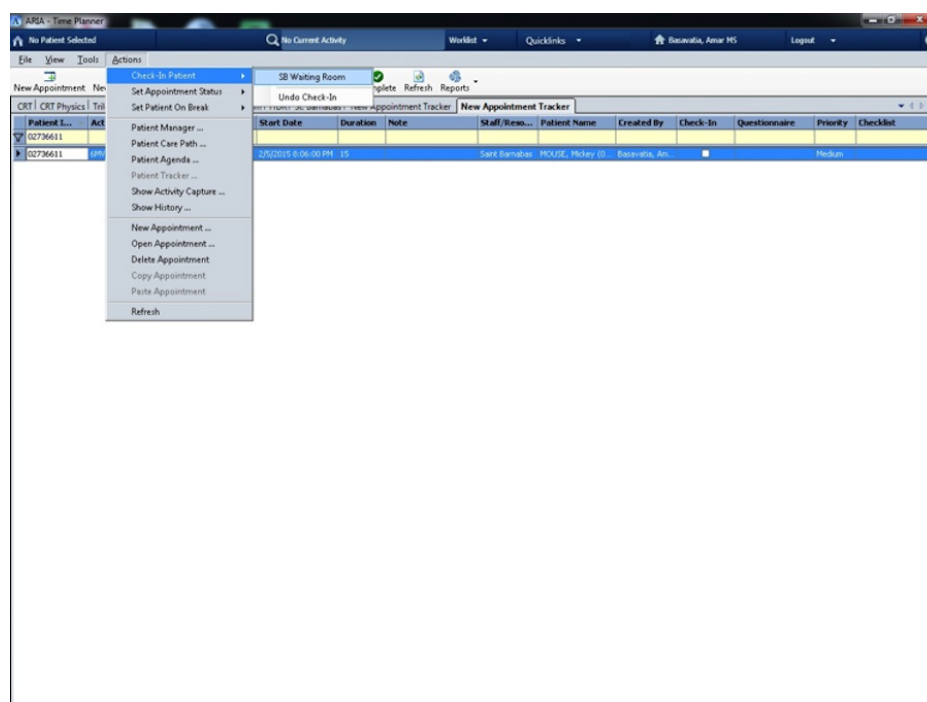 ARIA - Time Planner
No Patient Selected No Current Activity Worklist Quicklinks Basavatia, Amar MS Logout
File View Tools Actions
New Appointment Refresh Reports
CRT CRT Physics New Appointment Tracker New Appointment Tracker
Patient I... Act Start Date Duration Note Staff/Reso... Patient Name Created By Check-In Questionnaire Priority Checklist
02736611
02736611 2/5/2015 8:06:00 PM 15 Saint Barnabas MOUSE, Mickey (0... Basavatia, Am... Medium
Check-In Patient
Set Appointment Status
Set Patient On Break
Patient Manager ...
Patient Care Path ...
Patient Agenda ...
Patient Tracker ...
Show Activity Capture ...
Show History ...
New Appointment ...
Open Appointment ...
Delete Appointment
Copy Appointment
Paste Appointment
Refresh
SB Waiting Room
Undo Check-In